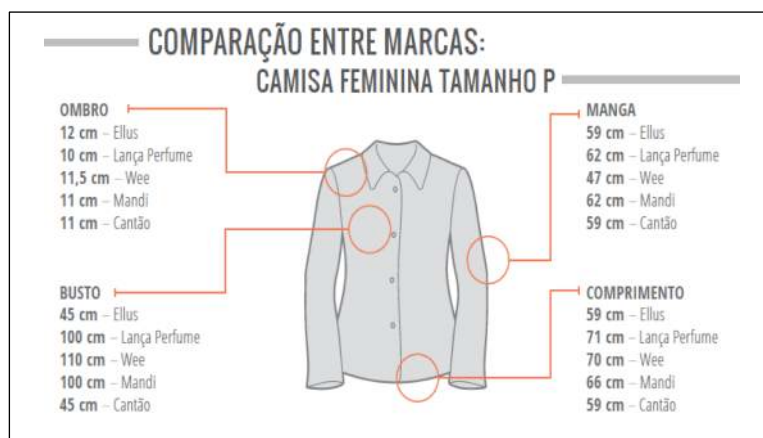 COMPARAÇÃO ENTRE MARCAS:
CAMISA FEMININA TAMANHO P
OMBRO
12 cm – Ellus
10 cm – Lança Perfume
11,5 cm – Wee
11 cm – Mandi
11 cm – Cantão
BUSTO
45 cm – Ellus
100 cm – Lança Perfume
110 cm – Wee
100 cm – Mandi
45 cm – Cantão
MANGA
59 cm – Ellus
62 cm – Lança Perfume
47 cm – Wee
62 cm – Mandi
59 cm – Cantão
COMPRIMENTO
59 cm – Ellus
71 cm – Lança Perfume
70 cm – Wee
66 cm – Mandi
59 cm – Cantão